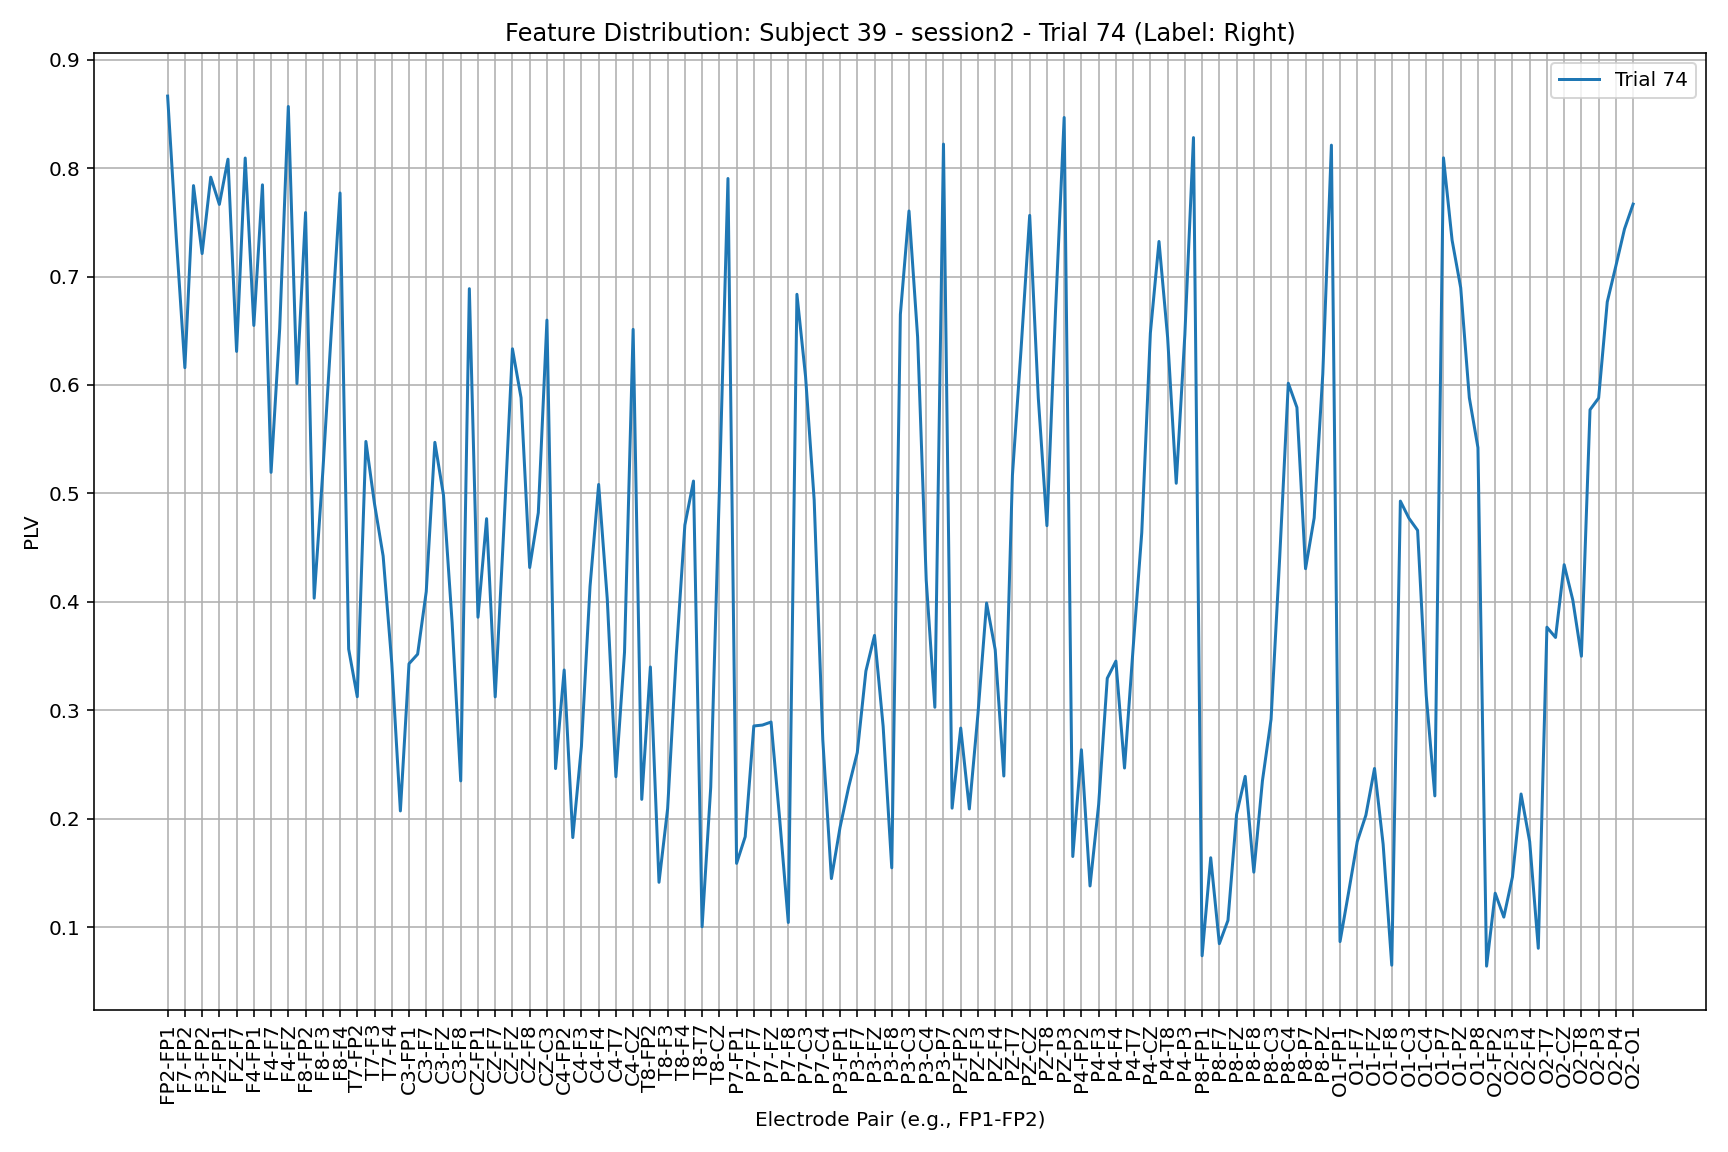 Feature Distribution: Subject 39 - session2 - Trial 74 (Label: Right)
Trial 74
0.9
0.8
0.7
0.6
0.5
0.4
0.3
0.2
0.1
PLV
FP2-FP1
F7-FP2
F3-FP2
FZ-FP1
FZ-F7
F4-FP1
F4-F7
F4-FZ
F8-FP2
F8-F3
F8-F4
T7-FP2
T7-F3
T7-F4
C3-FP1
C3-F7
C3-FZ
C3-F8
CZ-FP1
CZ-F7
CZ-FZ
CZ-F8
CZ-C3
C4-FP2
C4-F3
C4-F4
C4-T7
C4-CZ
T8-FP2
T8-F3
T8-F4
T8-T7
T8-CZ
P7-FP1
P7-F7
P7-FZ
P7-F8
P7-C3
P7-C4
P3-FP1
P3-F7
P3-FZ
P3-F8
P3-C3
P3-C4
P3-P7
PZ-FP2
PZ-F3
PZ-F4
PZ-T7
PZ-CZ
PZ-T8
PZ-P3
P4-FP2
P4-F3
P4-F4
P4-T7
P4-CZ
P4-T8
P4-P3
P8-FP1
P8-F7
P8-FZ
P8-F8
P8-C3
P8-C4
P8-P7
P8-PZ
O1-FP1
O1-F7
O1-FZ
O1-F8
O1-C3
O1-C4
O1-P7
O1-PZ
O1-P8
O2-FP2
O2-F3
O2-F4
O2-T7
O2-CZ
O2-T8
O2-P3
O2-P4
O2-O1
Electrode Pair (e.g., FP1-FP2)